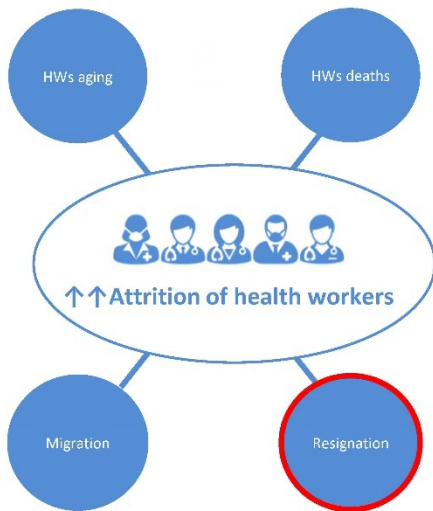 HWs aging
HWs deaths
↑↑Attrition of health workers
Migration
Resignation